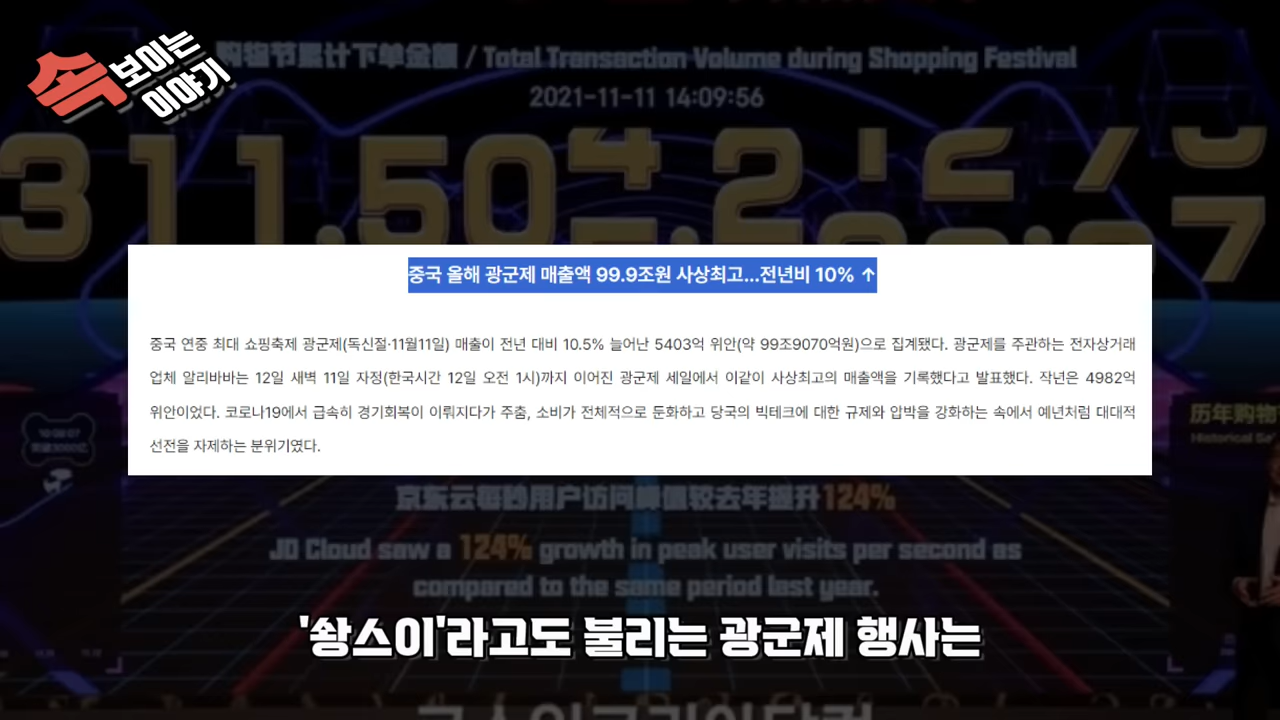 속보이는
이야기
购物节累计下单金额 / Total Transaction Volume during Shopping Festival
2021-11-11 14:09:56
중국 올해 광군제 매출액 99.9조원 사상최고...전년비 10% ↑
중국 연중 최대 쇼핑축제 광군제(독신절·11월11일) 매출이 전년 대비 10.5% 늘어난 5403억 위안(약 99조9070억원)으로 집계됐다. 광군제를 주관하는 전자상거래
업체 알리바바는 12일 새벽 11일 자정(한국시간 12일 오전 1시)까지 이어진 광군제 세일에서 이같이 사상최고의 매출액을 기록했다고 발표했다. 작년은 4982억
위안이었다. 코로나19에서 급속히 경기회복이 이뤄지다가 주춤, 소비가 전체적으로 둔화하고 당국의 빅테크에 대한 규제와 압박을 강화하는 속에서 예년처럼 대대적
선전을 자제하는 분위기였다.
历年购物
Historical Sa
京东云每秒用户访问峰值较去年提升124%
JD Cloud saw a 124% growth in peak user visits per second as
compared to the same period last year.
'솽스이'라고도 불리는 광군제 행사는